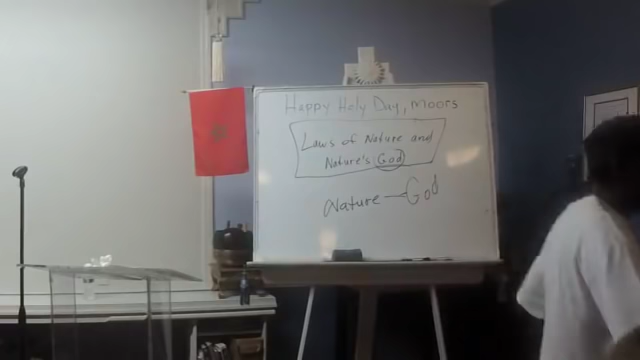 Happy Holy Day, Moors
Laws of Nature and
Nature's God
Nature — God